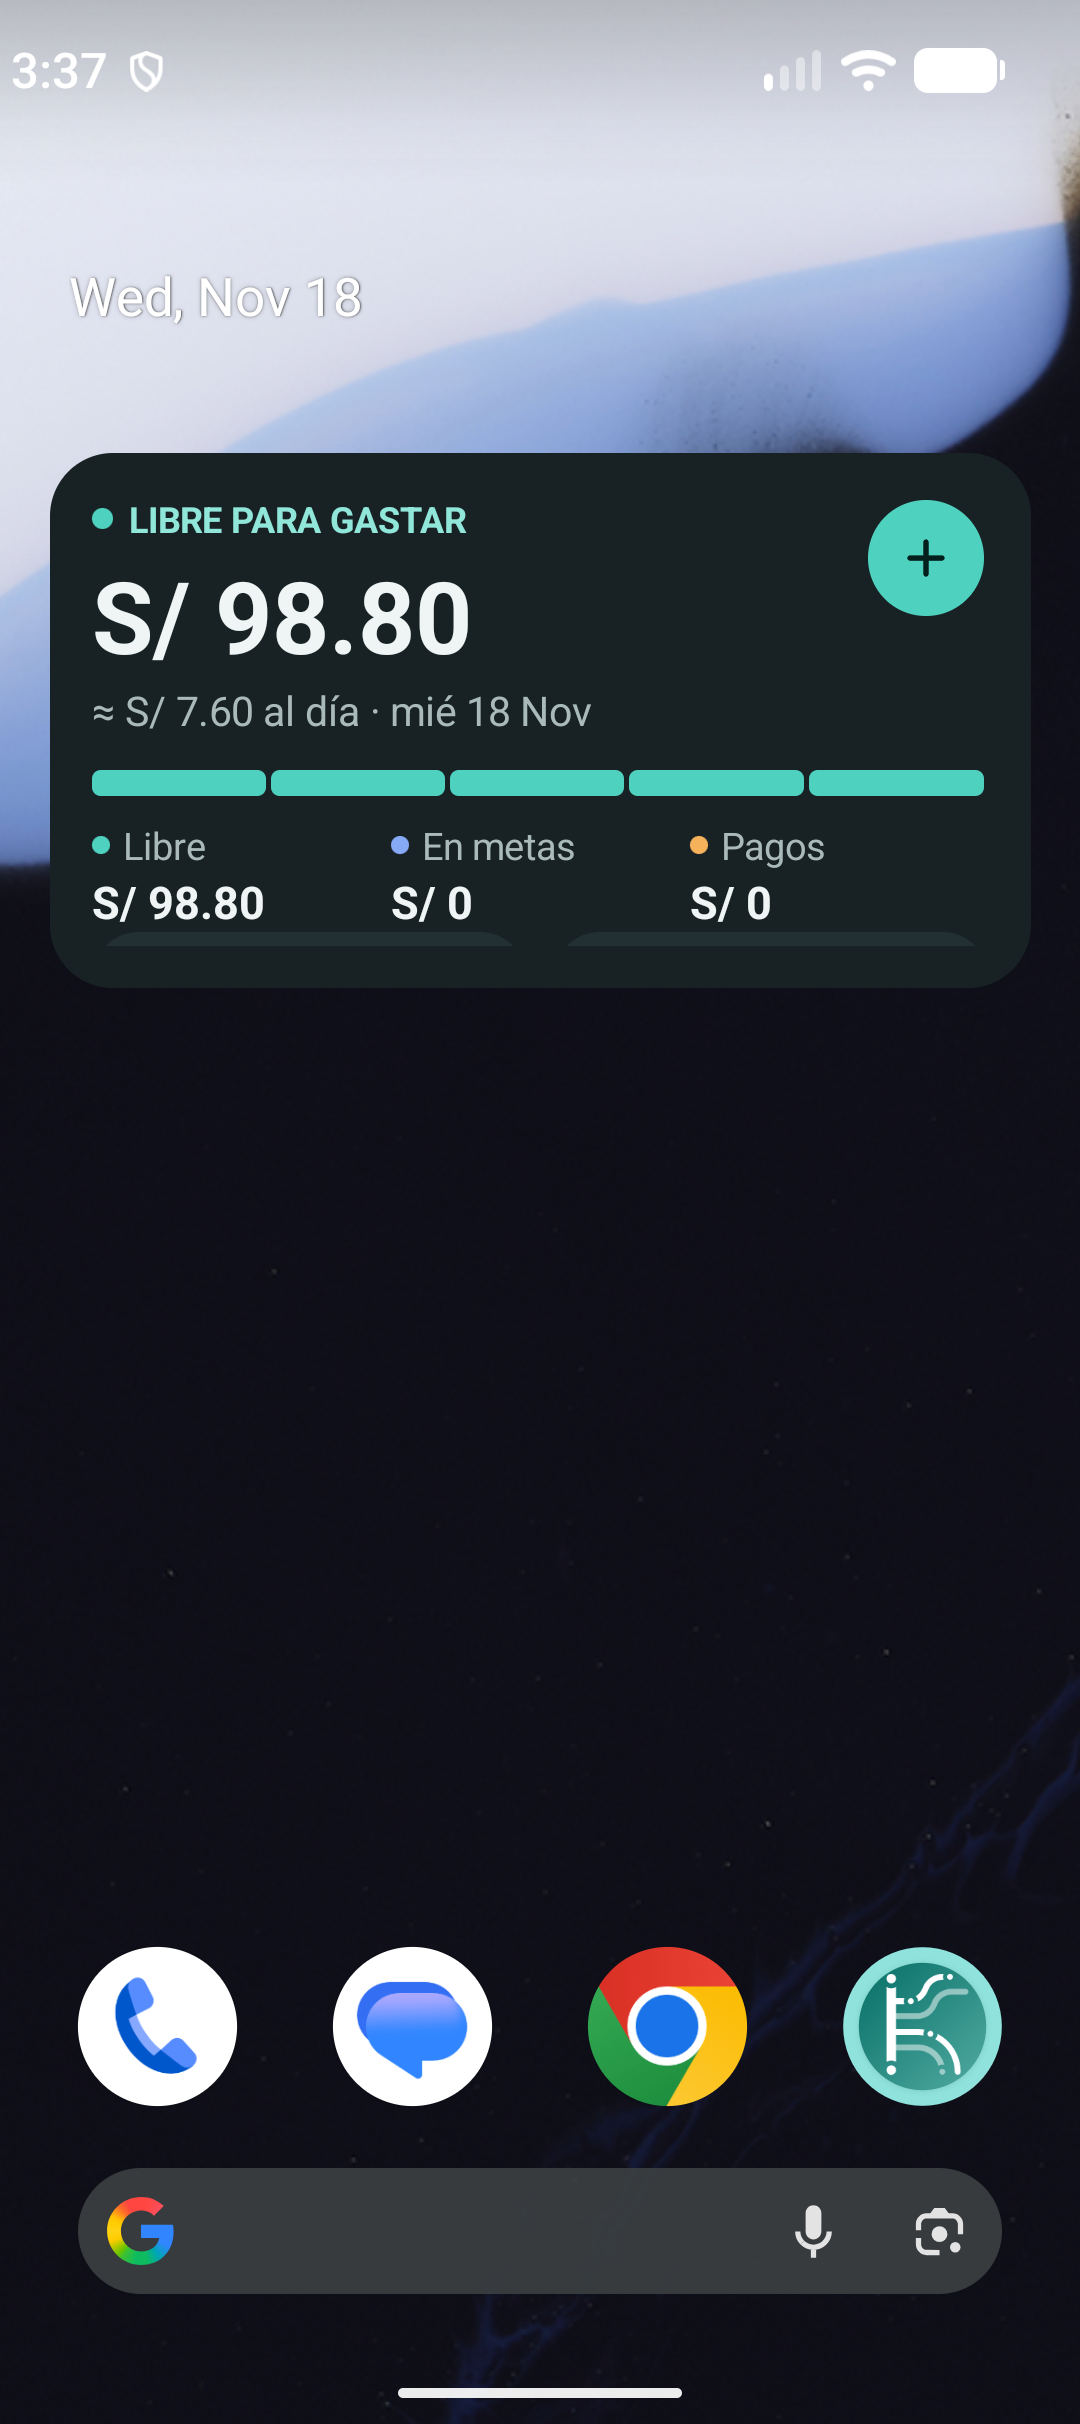 3:37
Wed, Nov 18
LIBRE PARA GASTAR
S/ 98.80
≈ S/ 7.60 al día · mié 18 Nov
Libre
En metas
Pagos
S/ 98.80
S/ 0
S/ 0